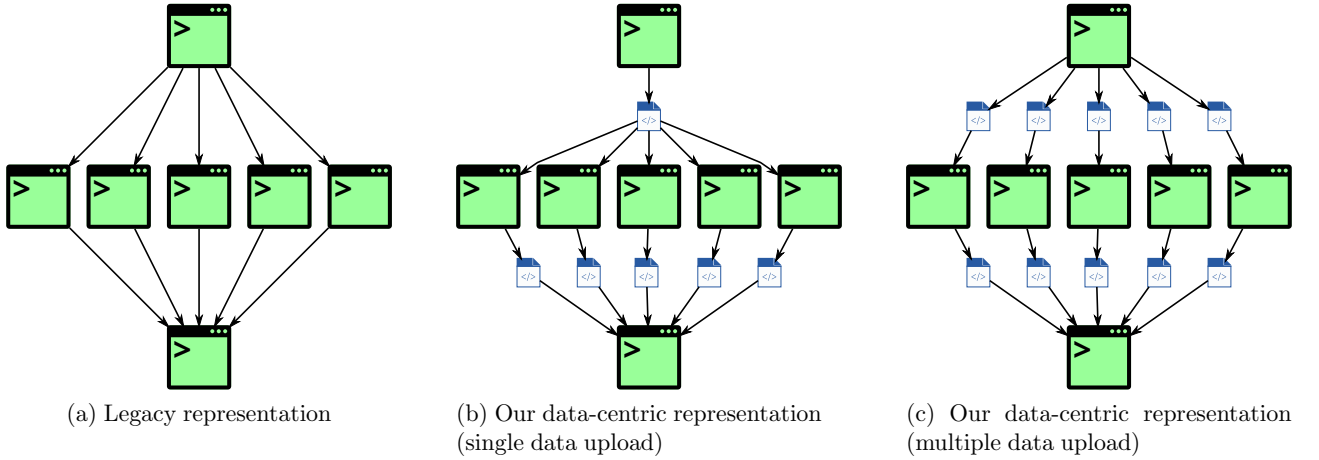 >
>
>
</>
</> </> </> </> </>
> > > > >
> > > > >
> > > > >
</> </> </> </> </>
</> </> </> </> </>
>
>
>
(a) Legacy representation
(b) Our data-centric representation
(single data upload)
(c) Our data-centric representation
(multiple data upload)